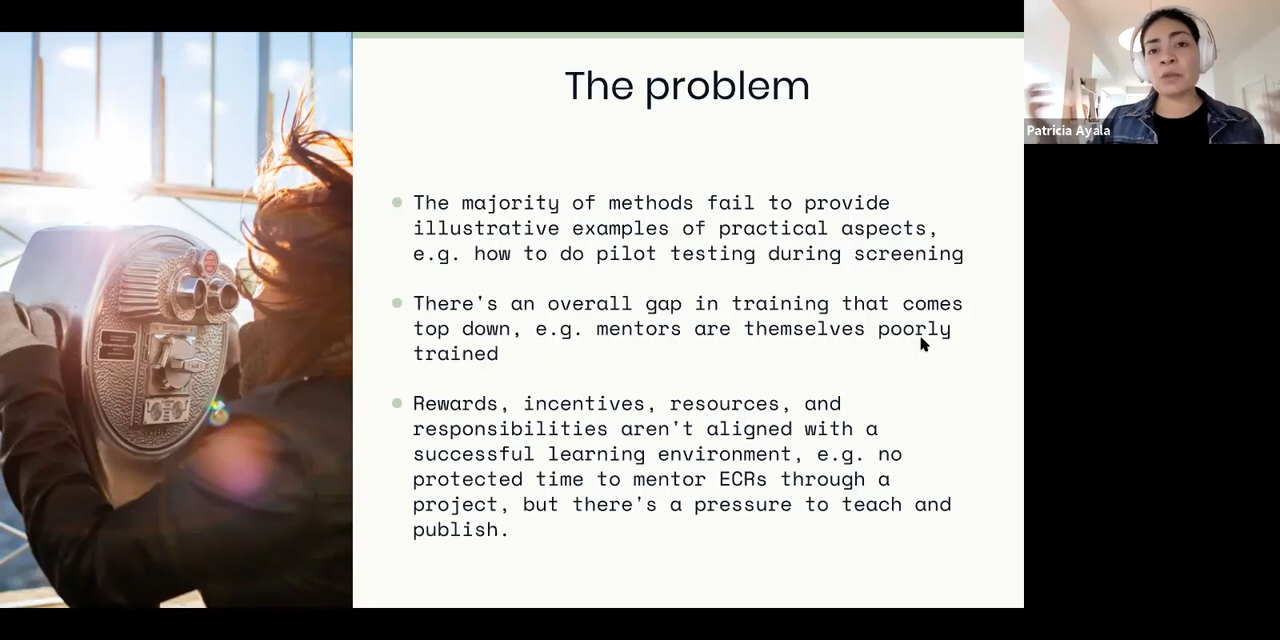 The problem
The majority of methods fail to provide
illustrative examples of practical aspects,
e.g. how to do pilot testing during screening
There's an overall gap in training that comes
top down, e.g. mentors are themselves poorly
trained
Rewards, incentives, resources, and
responsibilities aren't aligned with a
successful learning environment, e.g. no
protected time to mentor ECRs through a
project, but there's a pressure to teach and
publish.
Patricia Ayala